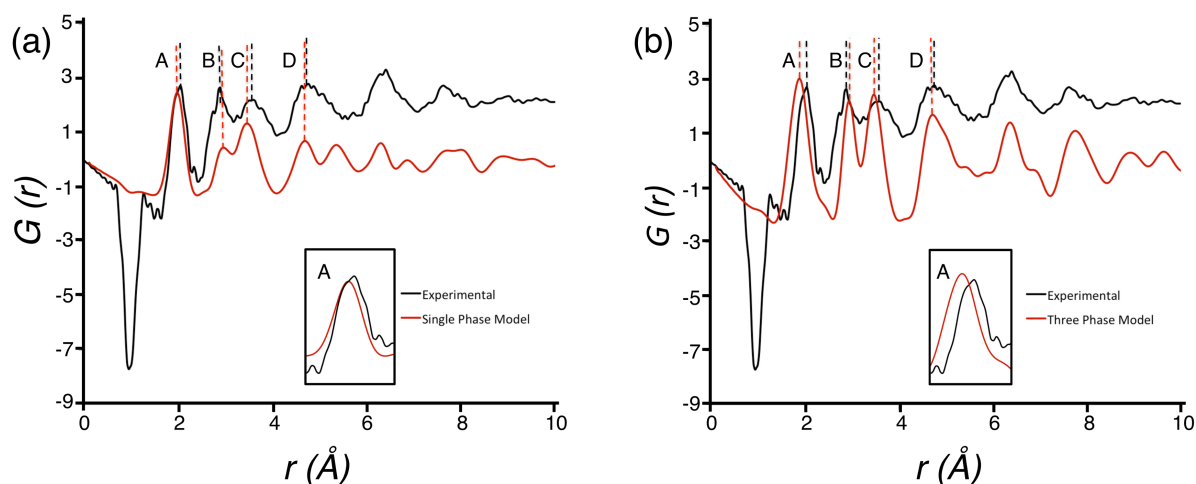 (a)
5
3
1
-1
-3
-5
-7
-9
G (r)
A
B
C
D
A
Experimental
Single Phase Model
0
2
4
6
8
10
r (Å)
(b)
5
3
1
-1
-3
-5
-7
-9
G (r)
A
B
C
D
A
Experimental
Three Phase Model
0
2
4
6
8
10
r (Å)